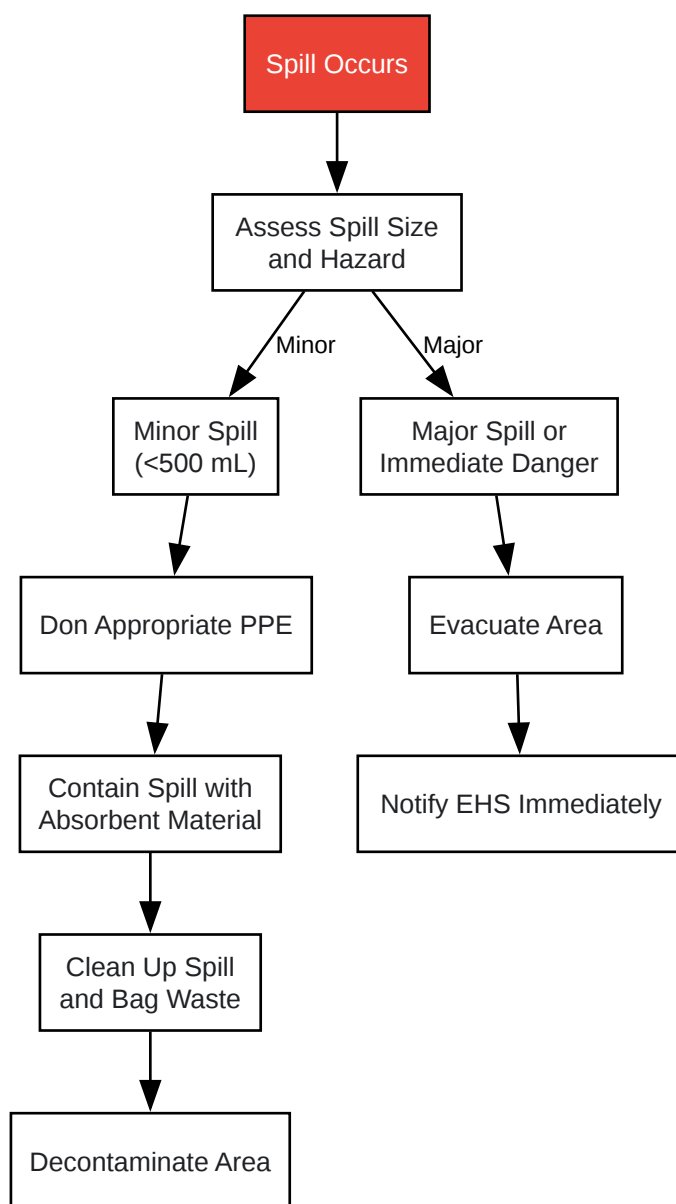 Spill Occurs
Assess Spill Size
and Hazard
Minor
Major
Minor Spill
(<500 mL)
Major Spill or
Immediate Danger
Don Appropriate PPE
Evacuate Area
Contain Spill with
Absorbent Material
Notify EHS Immediately
Clean Up Spill
and Bag Waste
Decontaminate Area